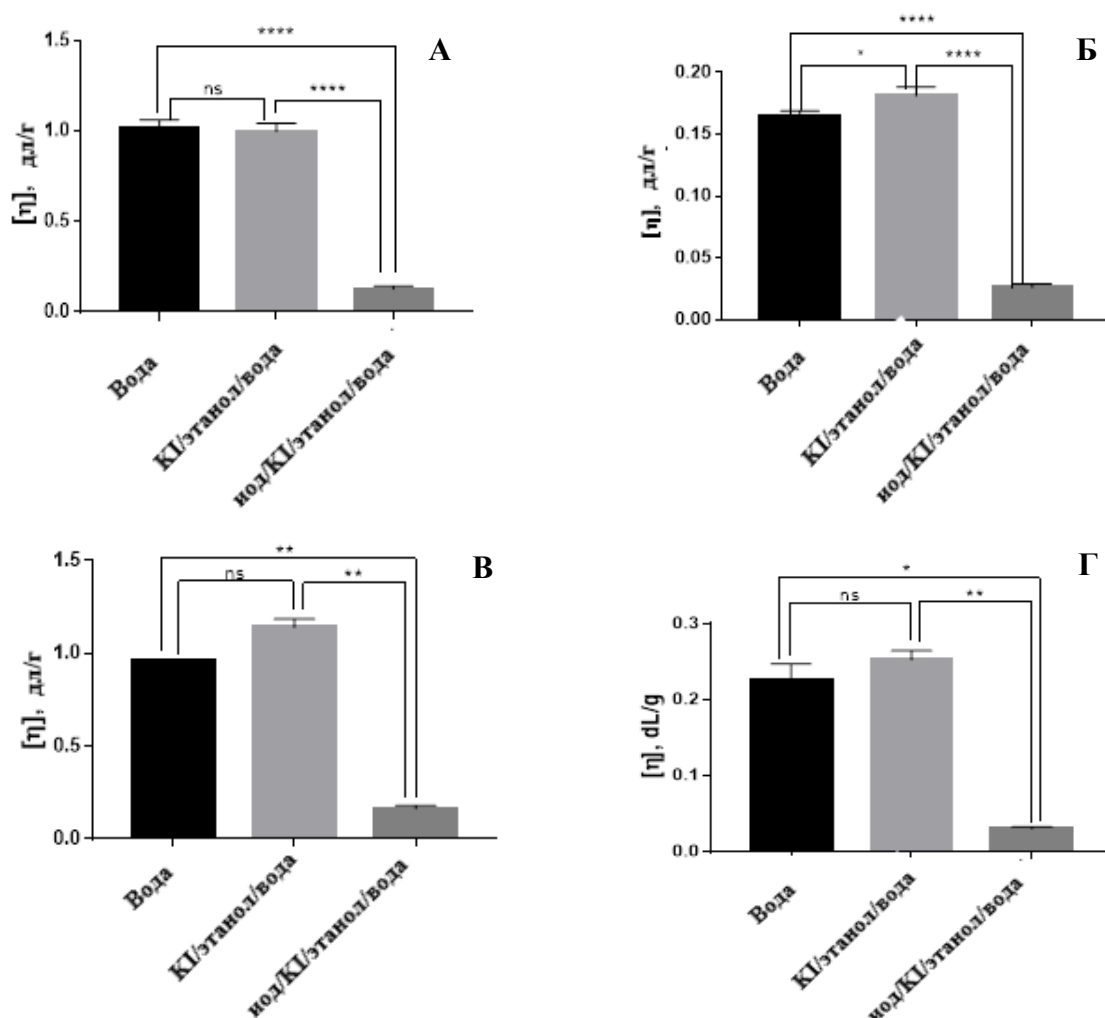 А
****
ns
****
[η], дл/г
1.5
1.0
0.5
0.0
Вода
KI/этанол/вода
иод/KI/этанол/вода
Б
****
*
****
[η], дл/г
0.20
0.15
0.10
0.05
0.00
Вода
KI/этанол/вода
иод/KI/этанол/вода
В
**
ns
**
[η], дл/г
1.5
1.0
0.5
0.0
Вода
KI/этанол/вода
иод/KI/этанол/вода
Г
*
ns
**
[η], dL/g
0.3
0.2
0.1
0.0
Вода
KI/этанол/вода
иод/KI/этанол/вода